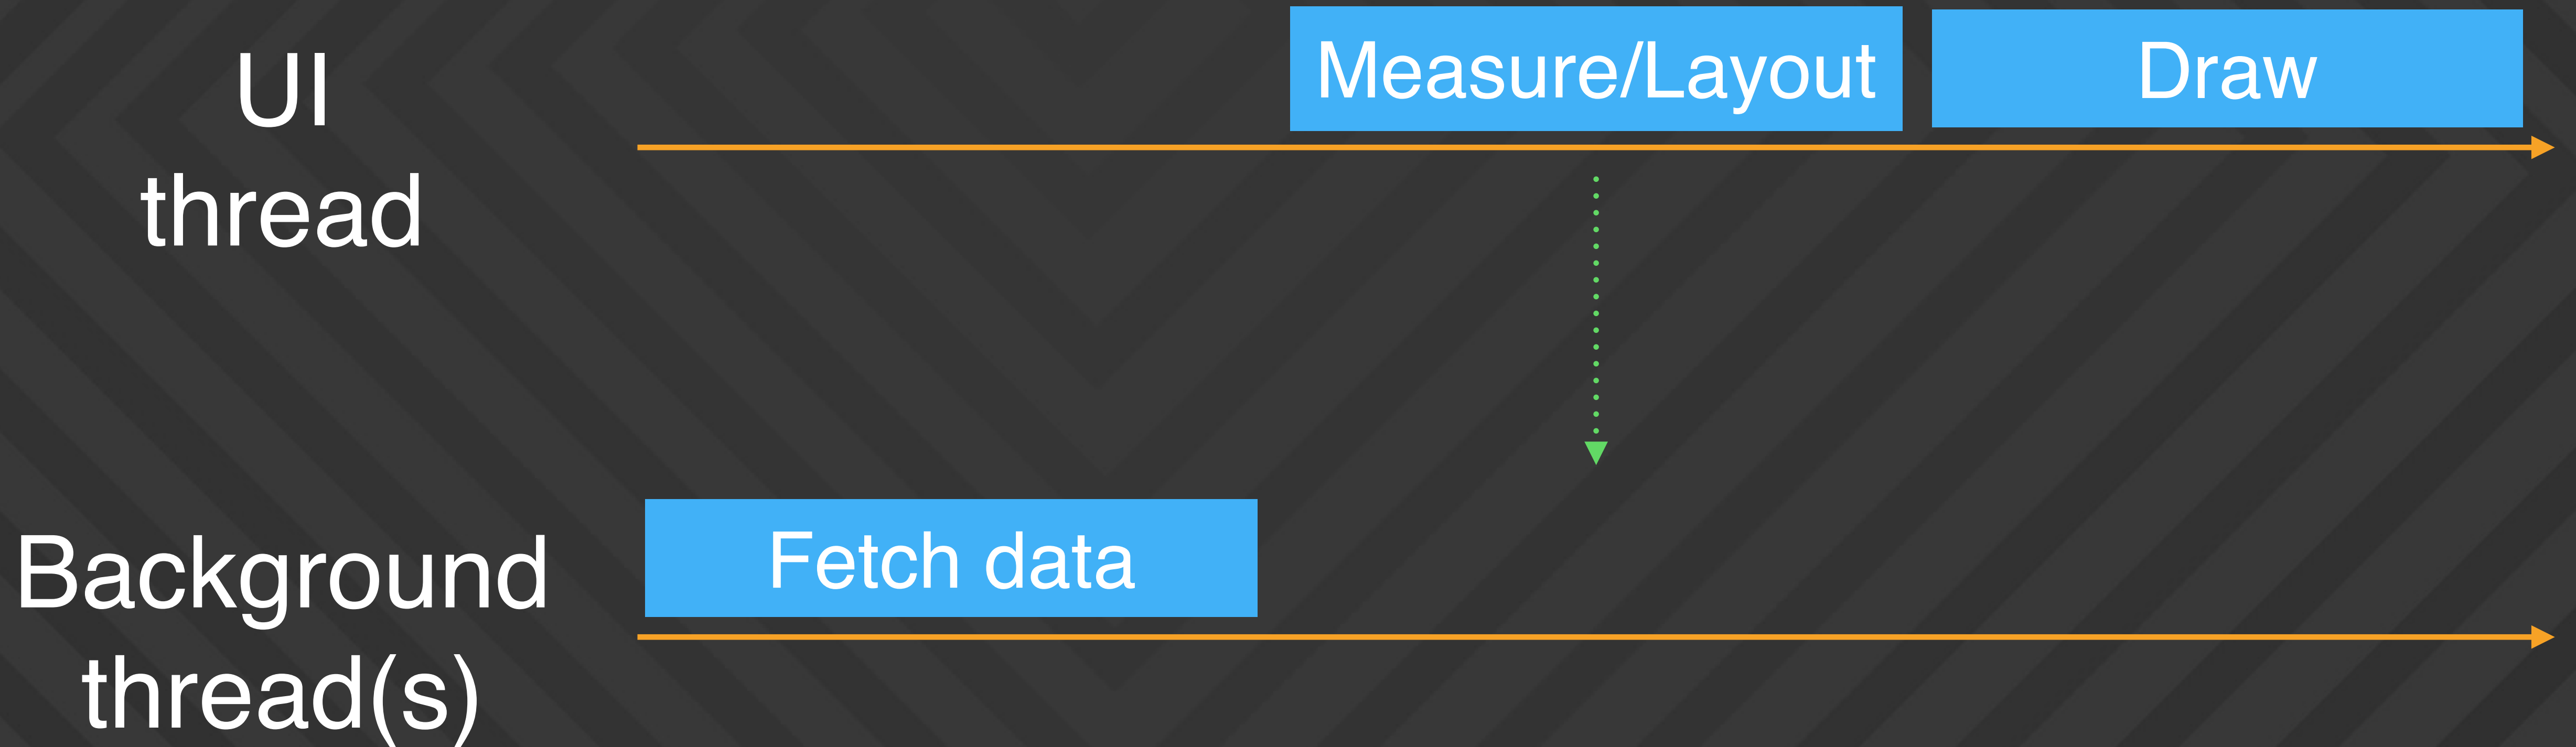 UI
thread
Measure/Layout
Draw
Background
thread(s)
Fetch data